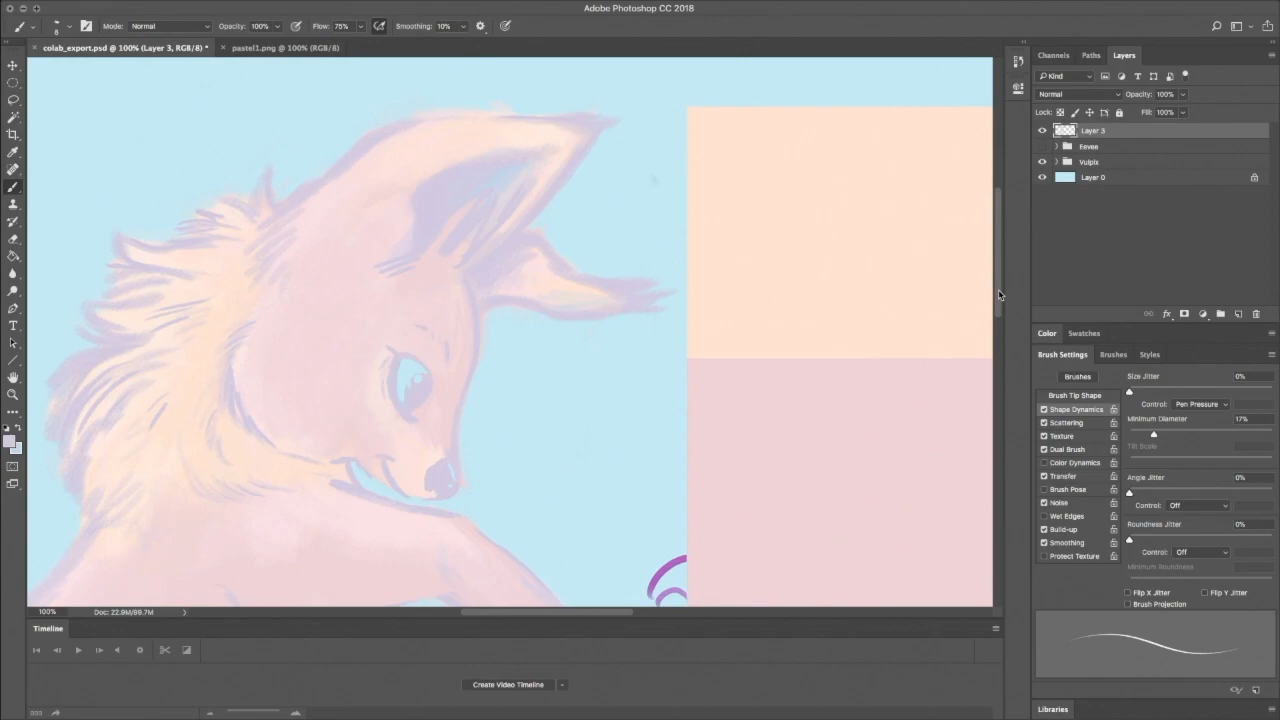 Adobe Photoshop CC 2018
8
Mode: Normal
Opacity: 100%
Flow: 75%
Smoothing: 10%
colab_export.psd @ 100% (Layer 3, RGB/8) *
pastel1.png @ 100% (RGB/8)
Channels
Paths
Layers
Kind
Normal
Opacity: 100%
Lock:
Fill: 100%
Layer 3
Eevee
Vulpix
Layer 0
fx
Color
Swatches
Brush Settings
Brushes
Styles
Brushes
Brush Tip Shape
Shape Dynamics
Scattering
Texture
Dual Brush
Color Dynamics
Transfer
Brush Pose
Noise
Wet Edges
Build-up
Smoothing
Protect Texture
Size Jitter
0%
Control: Pen Pressure
Minimum Diameter
17%
Tilt Scale
Angle Jitter
0%
Control: Off
Roundness Jitter
0%
Control: Off
Minimum Roundness
Flip X Jitter
Flip Y Jitter
Brush Projection
100%
Doc: 22.9M/99.7M
Timeline
Create Video Timeline
Libraries